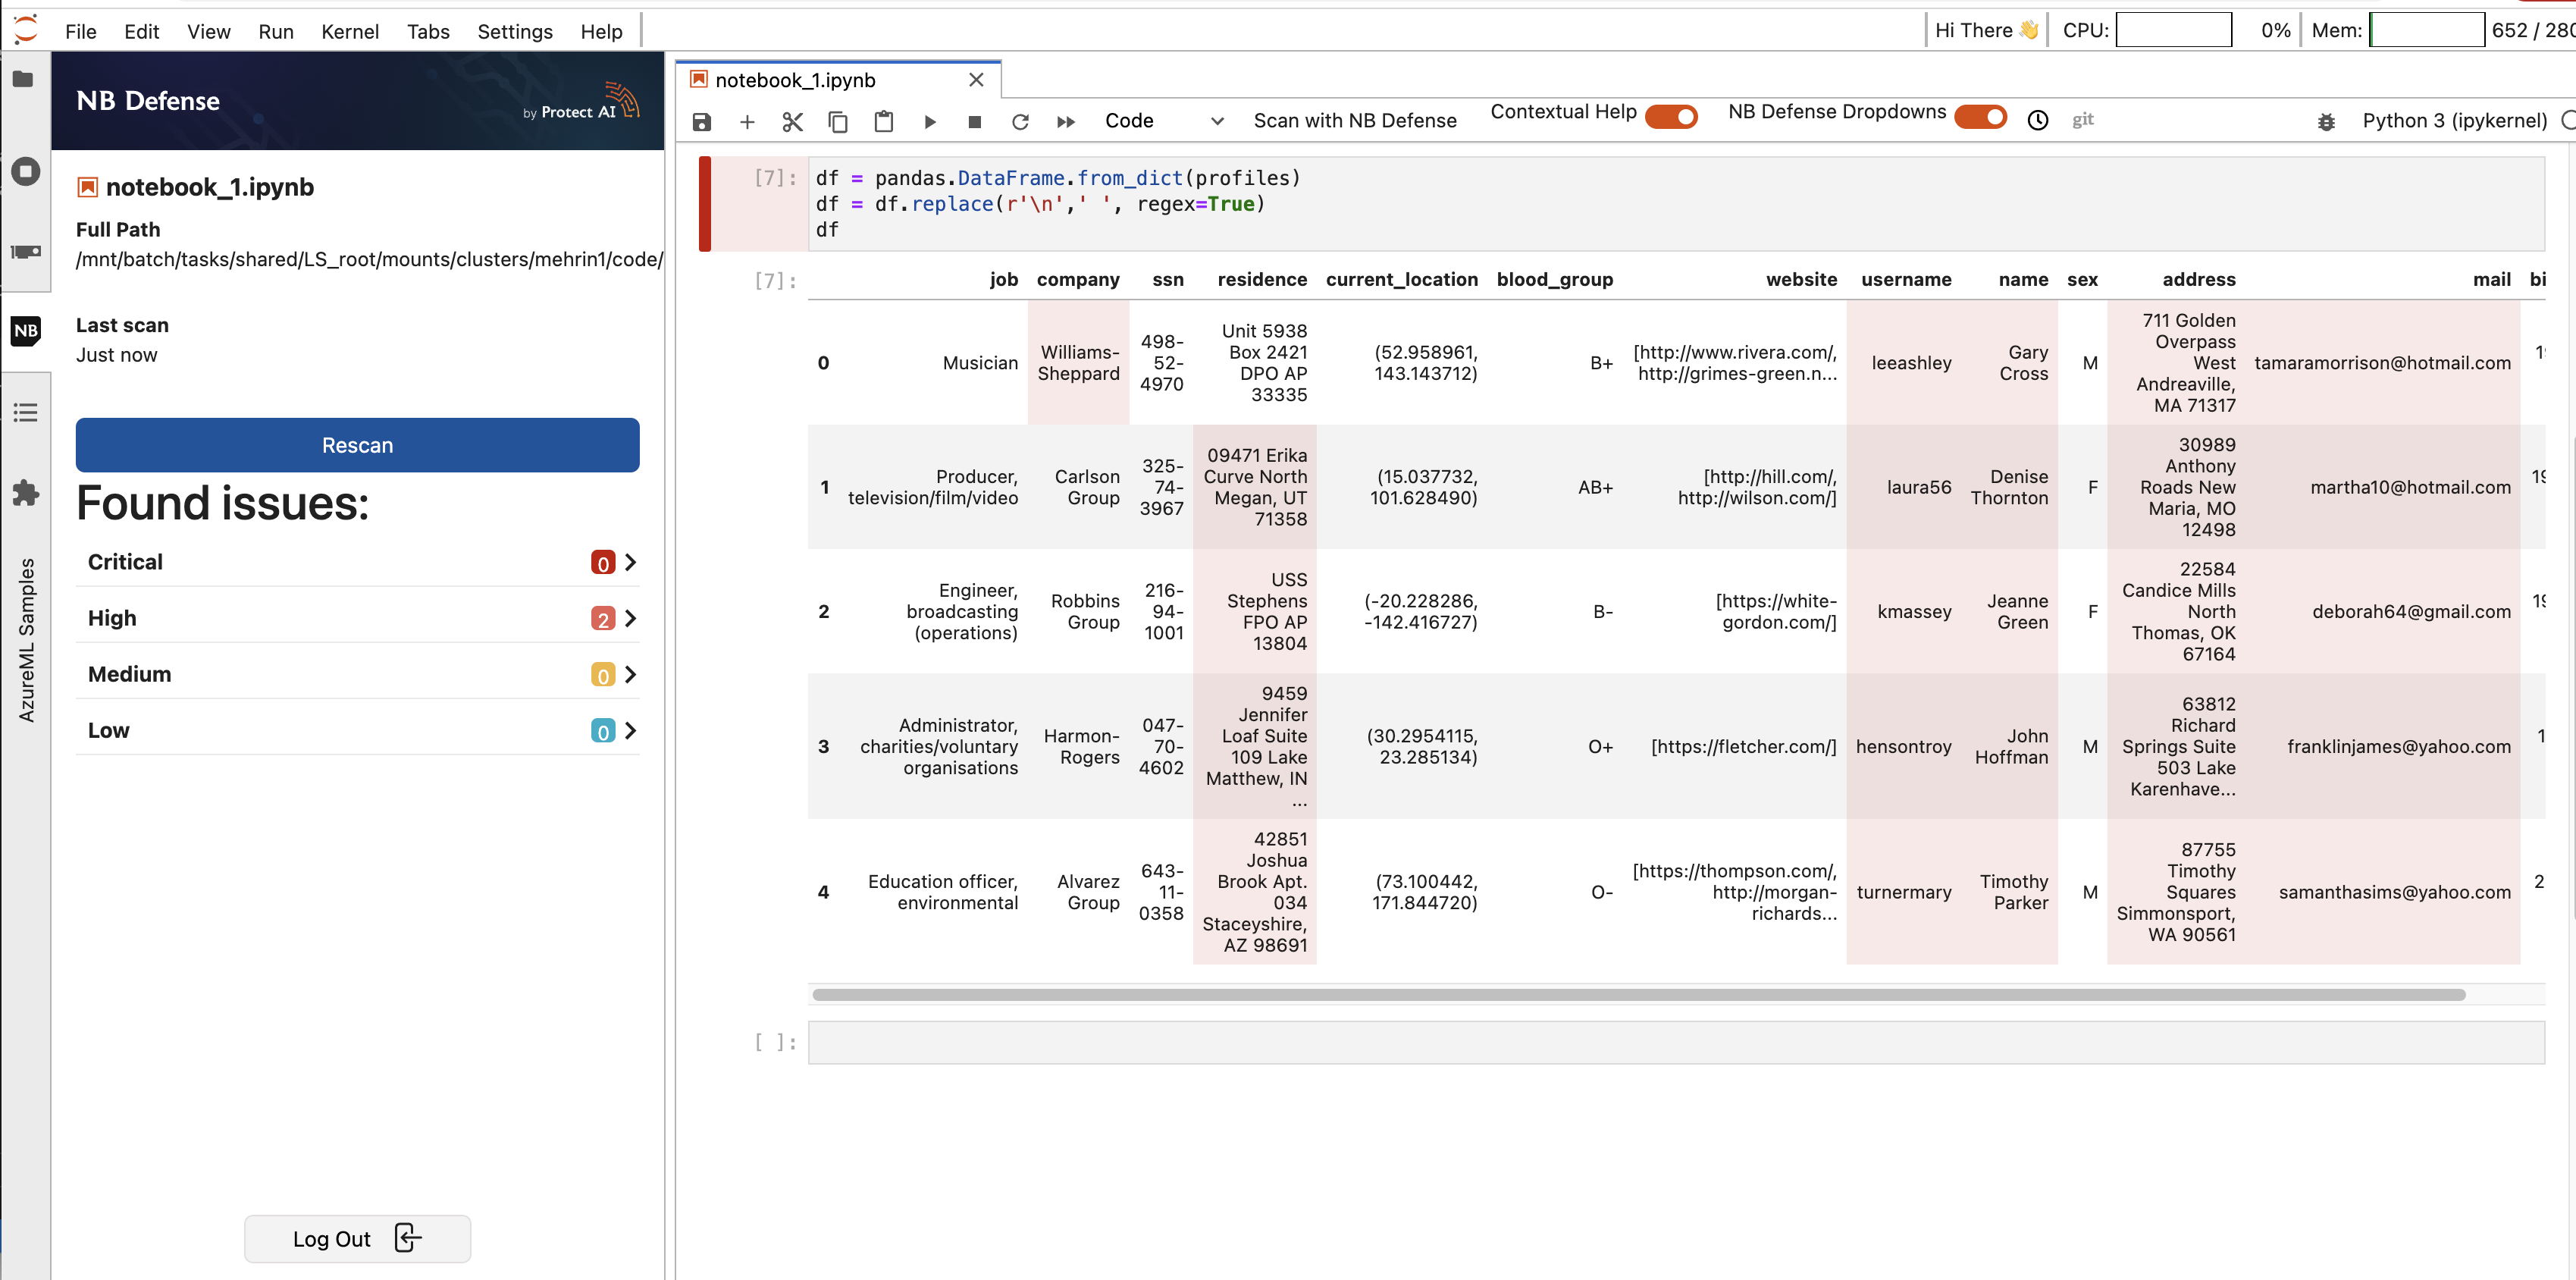 File Edit View Run Kernel Tabs Settings Help
Hi There 👋 CPU: 0% Mem: 652 / 280
NB Defense
by Protect AI
notebook_1.ipynb
Full Path
/mnt/batch/tasks/shared/LS_root/mounts/clusters/mehrin1/code/
Last scan
Just now
Rescan
Found issues:
Critical 0
High 2
Medium 0
Low 0
Log Out
NB
AzureML Samples
notebook_1.ipynb
Code Scan with NB Defense Contextual Help NB Defense Dropdowns git Python 3 (ipykernel)
[7]: df = pandas.DataFrame.from_dict(profiles)
df = df.replace(r'\n',' ', regex=True)
df
[7]: job company ssn residence current_location blood_group website username name sex address mail bi
0 Musician Williams-Sheppard 498-52-4970 Unit 5938 Box 2421 DPO AP 33335 (52.958961, 143.143712) B+ [http://www.rivera.com/, http://grimes-green.n... leeashley Gary Cross M 711 Golden Overpass West Andreaville, MA 71317 tamaramorrison@hotmail.com 1
1 Producer, television/film/video Carlson Group 325-74-3967 09471 Erika Curve North Megan, UT 71358 (15.037732, 101.628490) AB+ [http://hill.com/, http://wilson.com/] laura56 Denise Thornton F 30989 Anthony Roads New Maria, MO 12498 martha10@hotmail.com 19
2 Engineer, broadcasting (operations) Robbins Group 216-94-1001 USS Stephens FPO AP 13804 (-20.228286, -142.416727) B- [https://white-gordon.com/] kmassey Jeanne Green F 22584 Candice Mills North Thomas, OK 67164 deborah64@gmail.com 19
3 Administrator, charities/voluntary organisations Harmon-Rogers 047-70-4602 9459 Jennifer Loaf Suite 109 Lake Matthew, IN ... (30.2954115, 23.285134) O+ [https://fletcher.com/] hensontroy John Hoffman M 63812 Richard Springs Suite 503 Lake Karenhave... franklinjames@yahoo.com 1
4 Education officer, environmental Alvarez Group 643-11-0358 42851 Joshua Brook Apt. 034 Staceyshire, AZ 98691 (73.100442, 171.844720) O- [https://thompson.com/, http://morgan-richards... turnermary Timothy Parker M 87755 Timothy Squares Simmonsport, WA 90561 samanthasims@yahoo.com 2
[ ]: